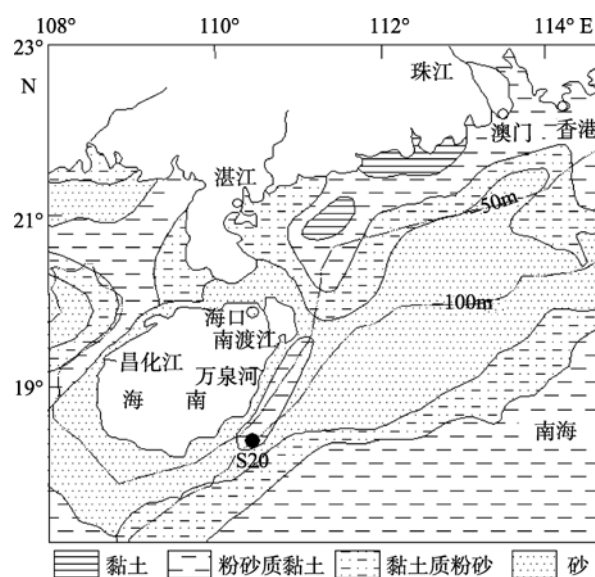 108° 110° 112° 114° E
23°
N
珠江
澳门 香港
湛江
21°
-50m
-100m
海口
南渡江
昌化江
万泉河
19°
海 南
南海
S20
黏土 粉砂质黏土 黏土质粉砂 砂